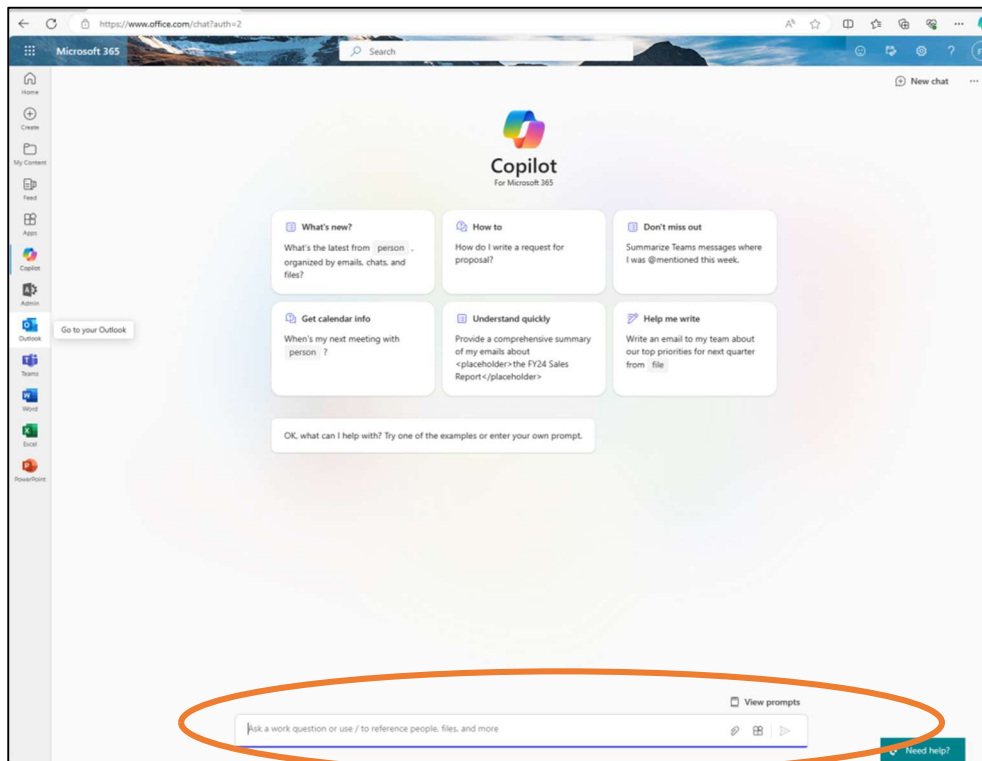 https://www.office.com/chat?auth=2
Microsoft 365
Search
Home
Create
My Content
Feed
Apps
Copilot
Admin
Outlook
Teams
Word
Excel
PowerPoint
Go to your Outlook
New chat
Copilot
For Microsoft 365
What's new?
What's the latest from person ,
organized by emails, chats, and
files?
How to
How do I write a request for
proposal?
Don't miss out
Summarize Teams messages where
I was @mentioned this week.
Get calendar info
When's my next meeting with
person ?
Understand quickly
Provide a comprehensive summary
of my emails about
<placeholder>the FY24 Sales
Report</placeholder>
Help me write
Write an email to my team about
our top priorities for next quarter
from file
OK, what can I help with? Try one of the examples or enter your own prompt.
View prompts
Ask a work question or use / to reference people, files, and more
Need help?